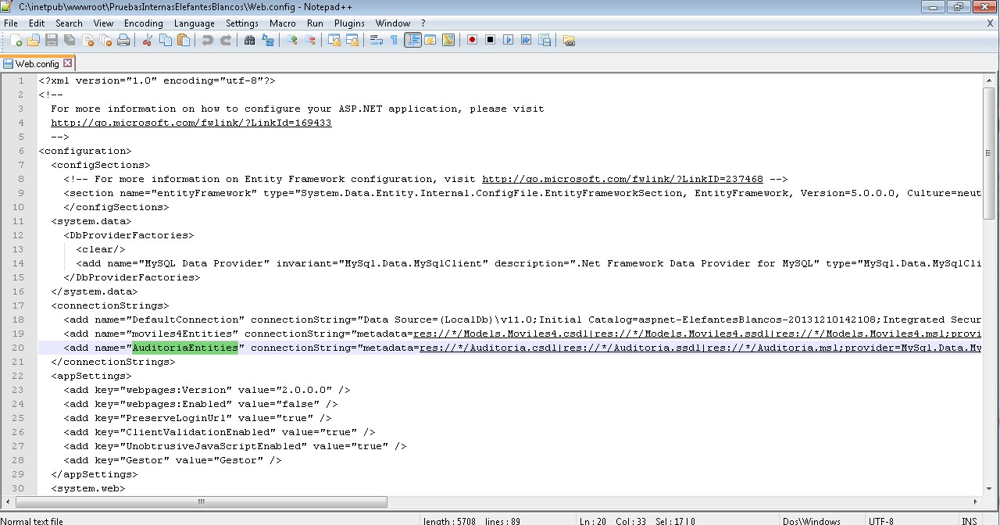 C:\inetpub\wwwroot\PruebasInternasElefantesBlancos\Web.config - Notepad++
File Edit Search View Encoding Language Settings Macro Run Plugins Window ? X
Web.config
1 <?xml version="1.0" encoding="utf-8"?>
2 <!--
3 For more information on how to configure your ASP.NET application, please visit
4 http://go.microsoft.com/fwlink/?LinkId=169433
5 -->
6 <configuration>
7 <configSections>
8 <!-- For more information on Entity Framework configuration, visit http://go.microsoft.com/fwlink/?LinkID=237468 -->
9 <section name="entityFramework" type="System.Data.Entity.Internal.ConfigFile.EntityFrameworkSection, EntityFramework, Version=5.0.0.0, Culture=neut
10 </configSections>
11 <system.data>
12 <DbProviderFactories>
13 <clear/>
14 <add name="MySQL Data Provider" invariant="MySql.Data.MySqlClient" description=".Net Framework Data Provider for MySQL" type="MySql.Data.MySqlCli
15 </DbProviderFactories>
16 </system.data>
17 <connectionStrings>
18 <add name="DefaultConnection" connectionString="Data Source=(LocalDb)\v11.0;Initial Catalog=aspnet-ElefantesBlancos-20131210142108;Integrated Secur
19 <add name="moviles4Entities" connectionString="metadata=res://*/Models.Moviles4.csdl|res://*/Models.Moviles4.ssdl|res://*/Models.Moviles4.msl;provi
20 <add name="AuditoriaEntities" connectionString="metadata=res://*/Auditoria.csdl|res://*/Auditoria.ssdl|res://*/Auditoria.msl;provider=MySql.Data.My
21 </connectionStrings>
22 <appSettings>
23 <add key="webpages:Version" value="2.0.0.0" />
24 <add key="webpages:Enabled" value="false" />
25 <add key="PreserveLoginUrl" value="true" />
26 <add key="ClientValidationEnabled" value="true" />
27 <add key="UnobtrusiveJavaScriptEnabled" value="true" />
28 <add key="Gestor" value="Gestor" />
29 </appSettings>
30 <system.web>
Normal text file length : 5708 lines : 89 Ln : 20 Col : 33 Sel : 17 | 0 Dos\Windows UTF-8 INS